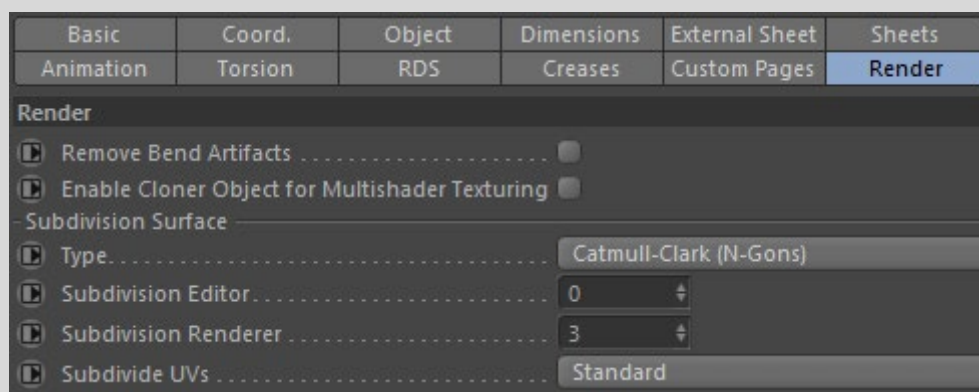 Basic Coord. Object Dimensions External Sheet Sheets
Animation Torsion RDS Creases Custom Pages Render
Render
Remove Bend Artifacts
Enable Cloner Object for Multishader Texturing
Subdivision Surface
Type Catmull-Clark (N-Gons)
Subdivision Editor 0
Subdivision Renderer 3
Subdivide UVs Standard